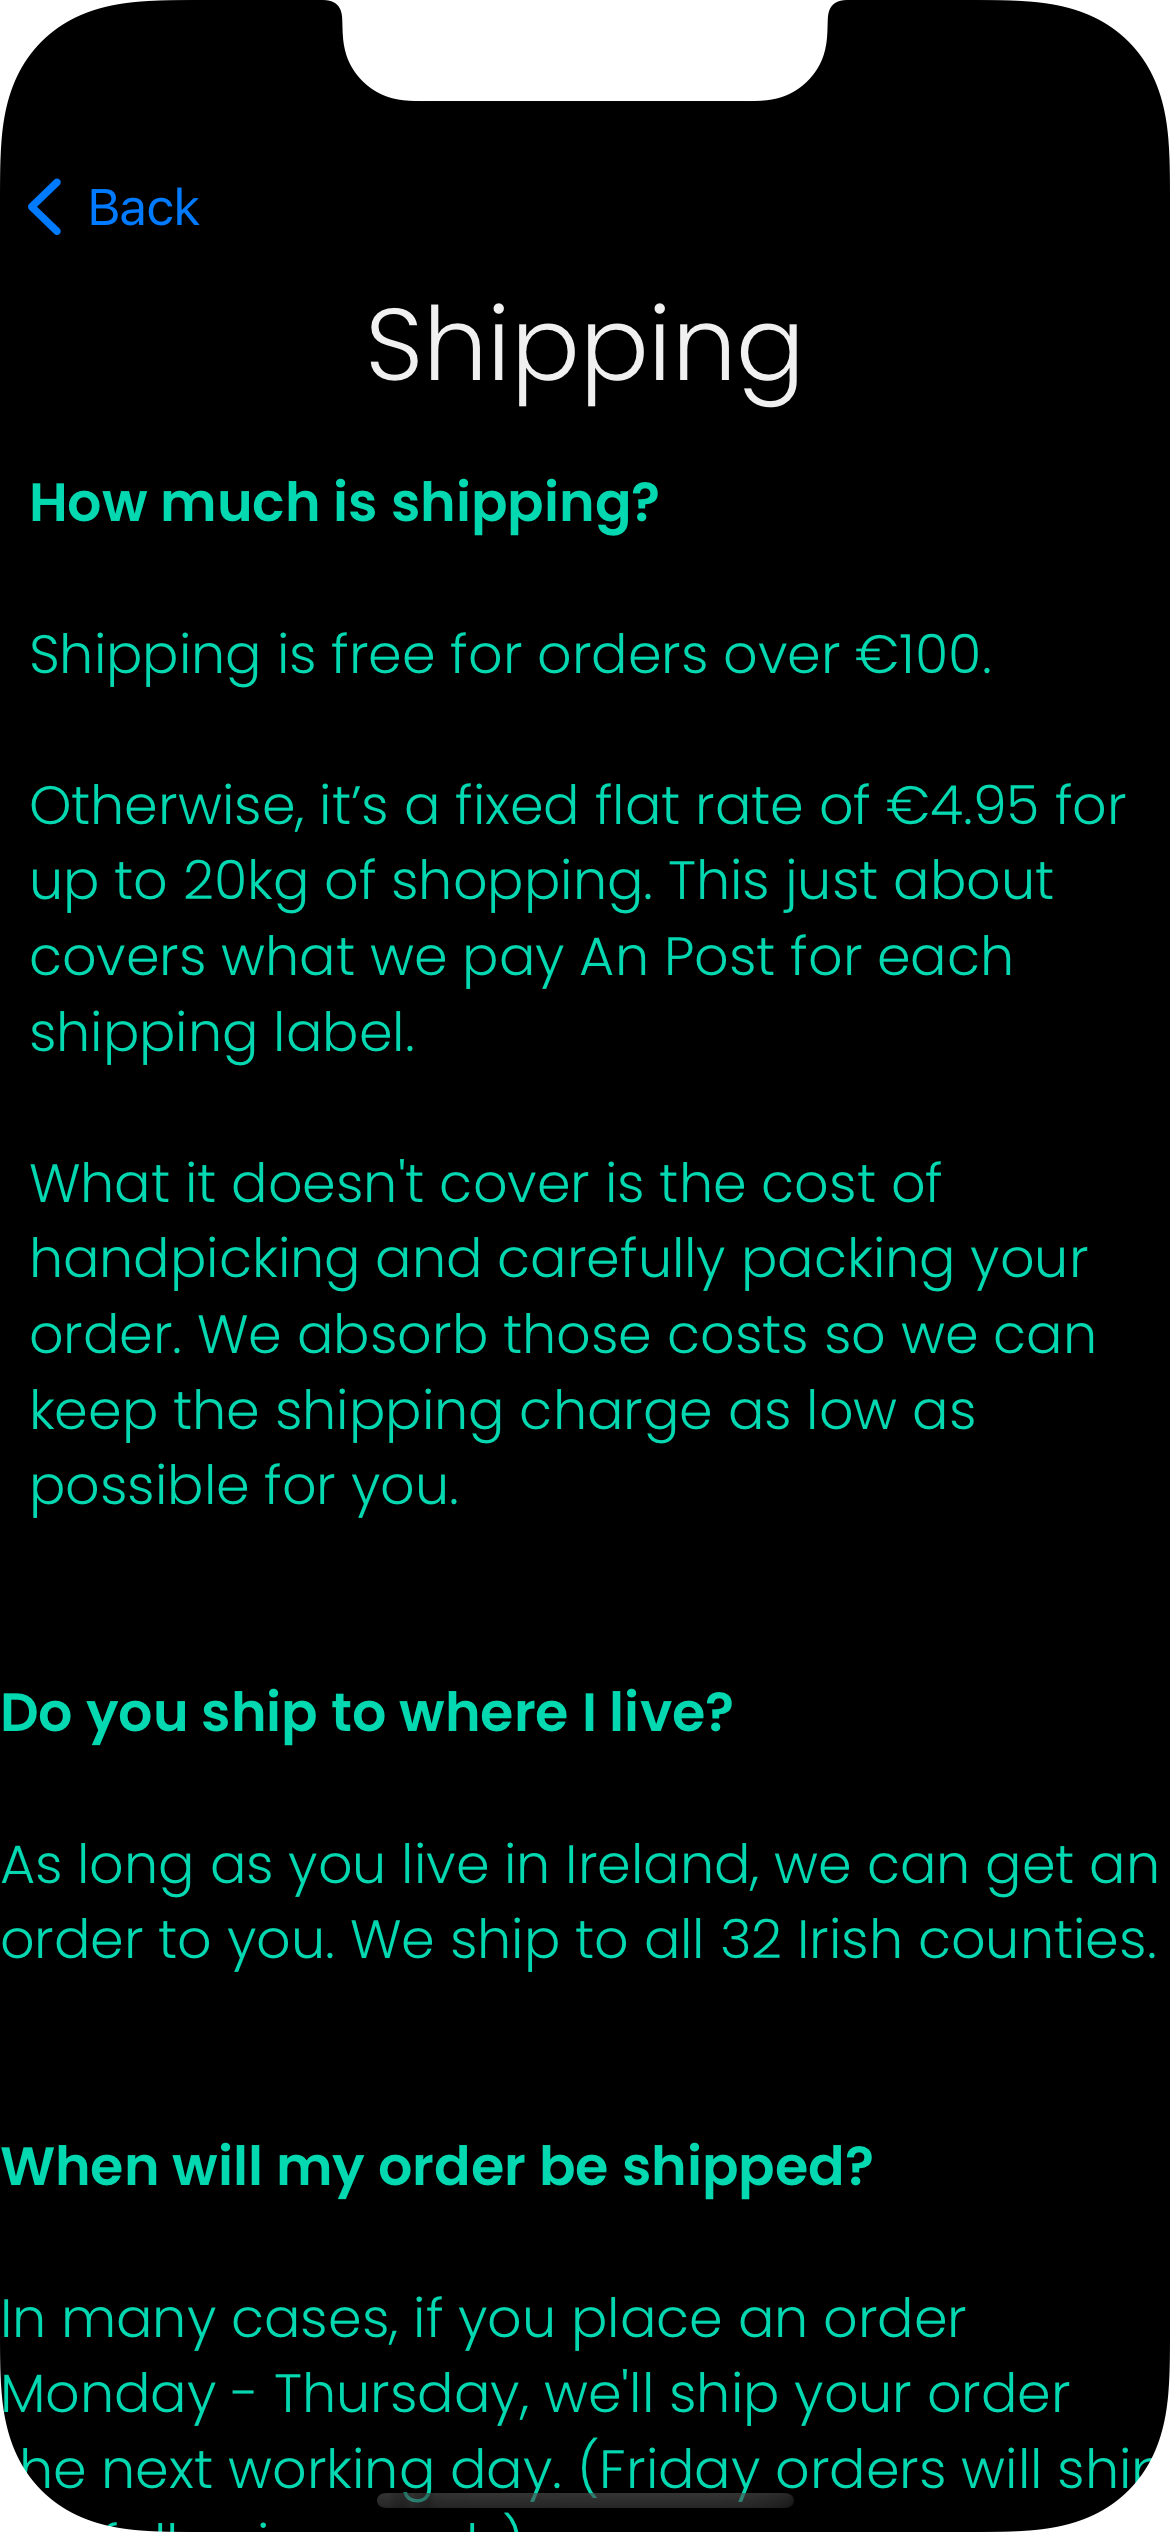 Back
Shipping
How much is shipping?
Shipping is free for orders over €100.
Otherwise, it’s a fixed flat rate of €4.95 for
up to 20kg of shopping. This just about
covers what we pay An Post for each
shipping label.
What it doesn't cover is the cost of
handpicking and carefully packing your
order. We absorb those costs so we can
keep the shipping charge as low as
possible for you.
Do you ship to where I live?
As long as you live in Ireland, we can get an
order to you. We ship to all 32 Irish counties.
When will my order be shipped?
In many cases, if you place an order
Monday - Thursday, we'll ship your order
next working day. (Friday orders will ship